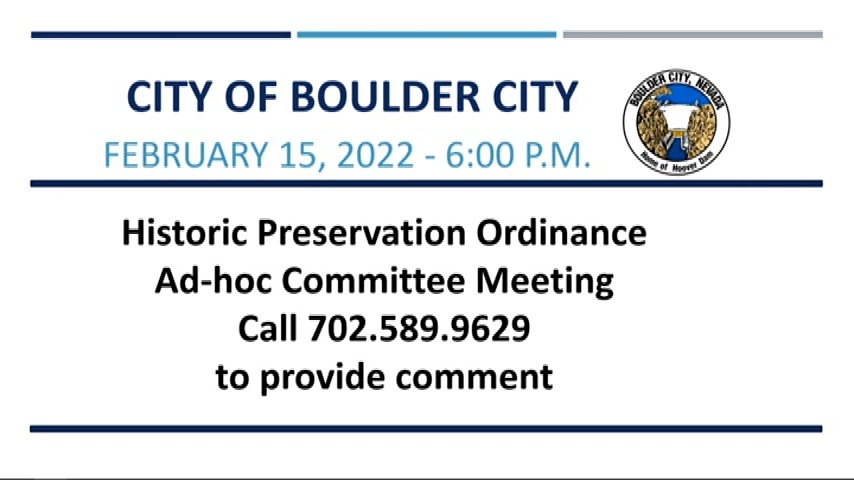 CITY OF BOULDER CITY
FEBRUARY 15, 2022 - 6:00 P.M.
BOULDER CITY, NEVADA
Home of Hoover Dam
Historic Preservation Ordinance
Ad-hoc Committee Meeting
Call 702.589.9629
to provide comment